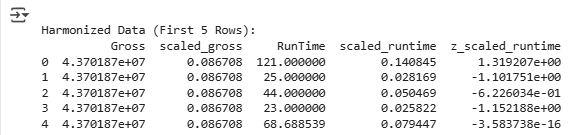 Harmonized Data (First 5 Rows):
Gross scaled_gross RunTime scaled_runtime z_scaled_runtime
0 4.370187e+07 0.086708 121.000000 0.140845 1.319207e+00
1 4.370187e+07 0.086708 25.000000 0.028169 -1.101751e+00
2 4.370187e+07 0.086708 44.000000 0.050469 -6.226034e-01
3 4.370187e+07 0.086708 23.000000 0.025822 -1.152188e+00
4 4.370187e+07 0.086708 68.688539 0.079447 -3.583738e-16